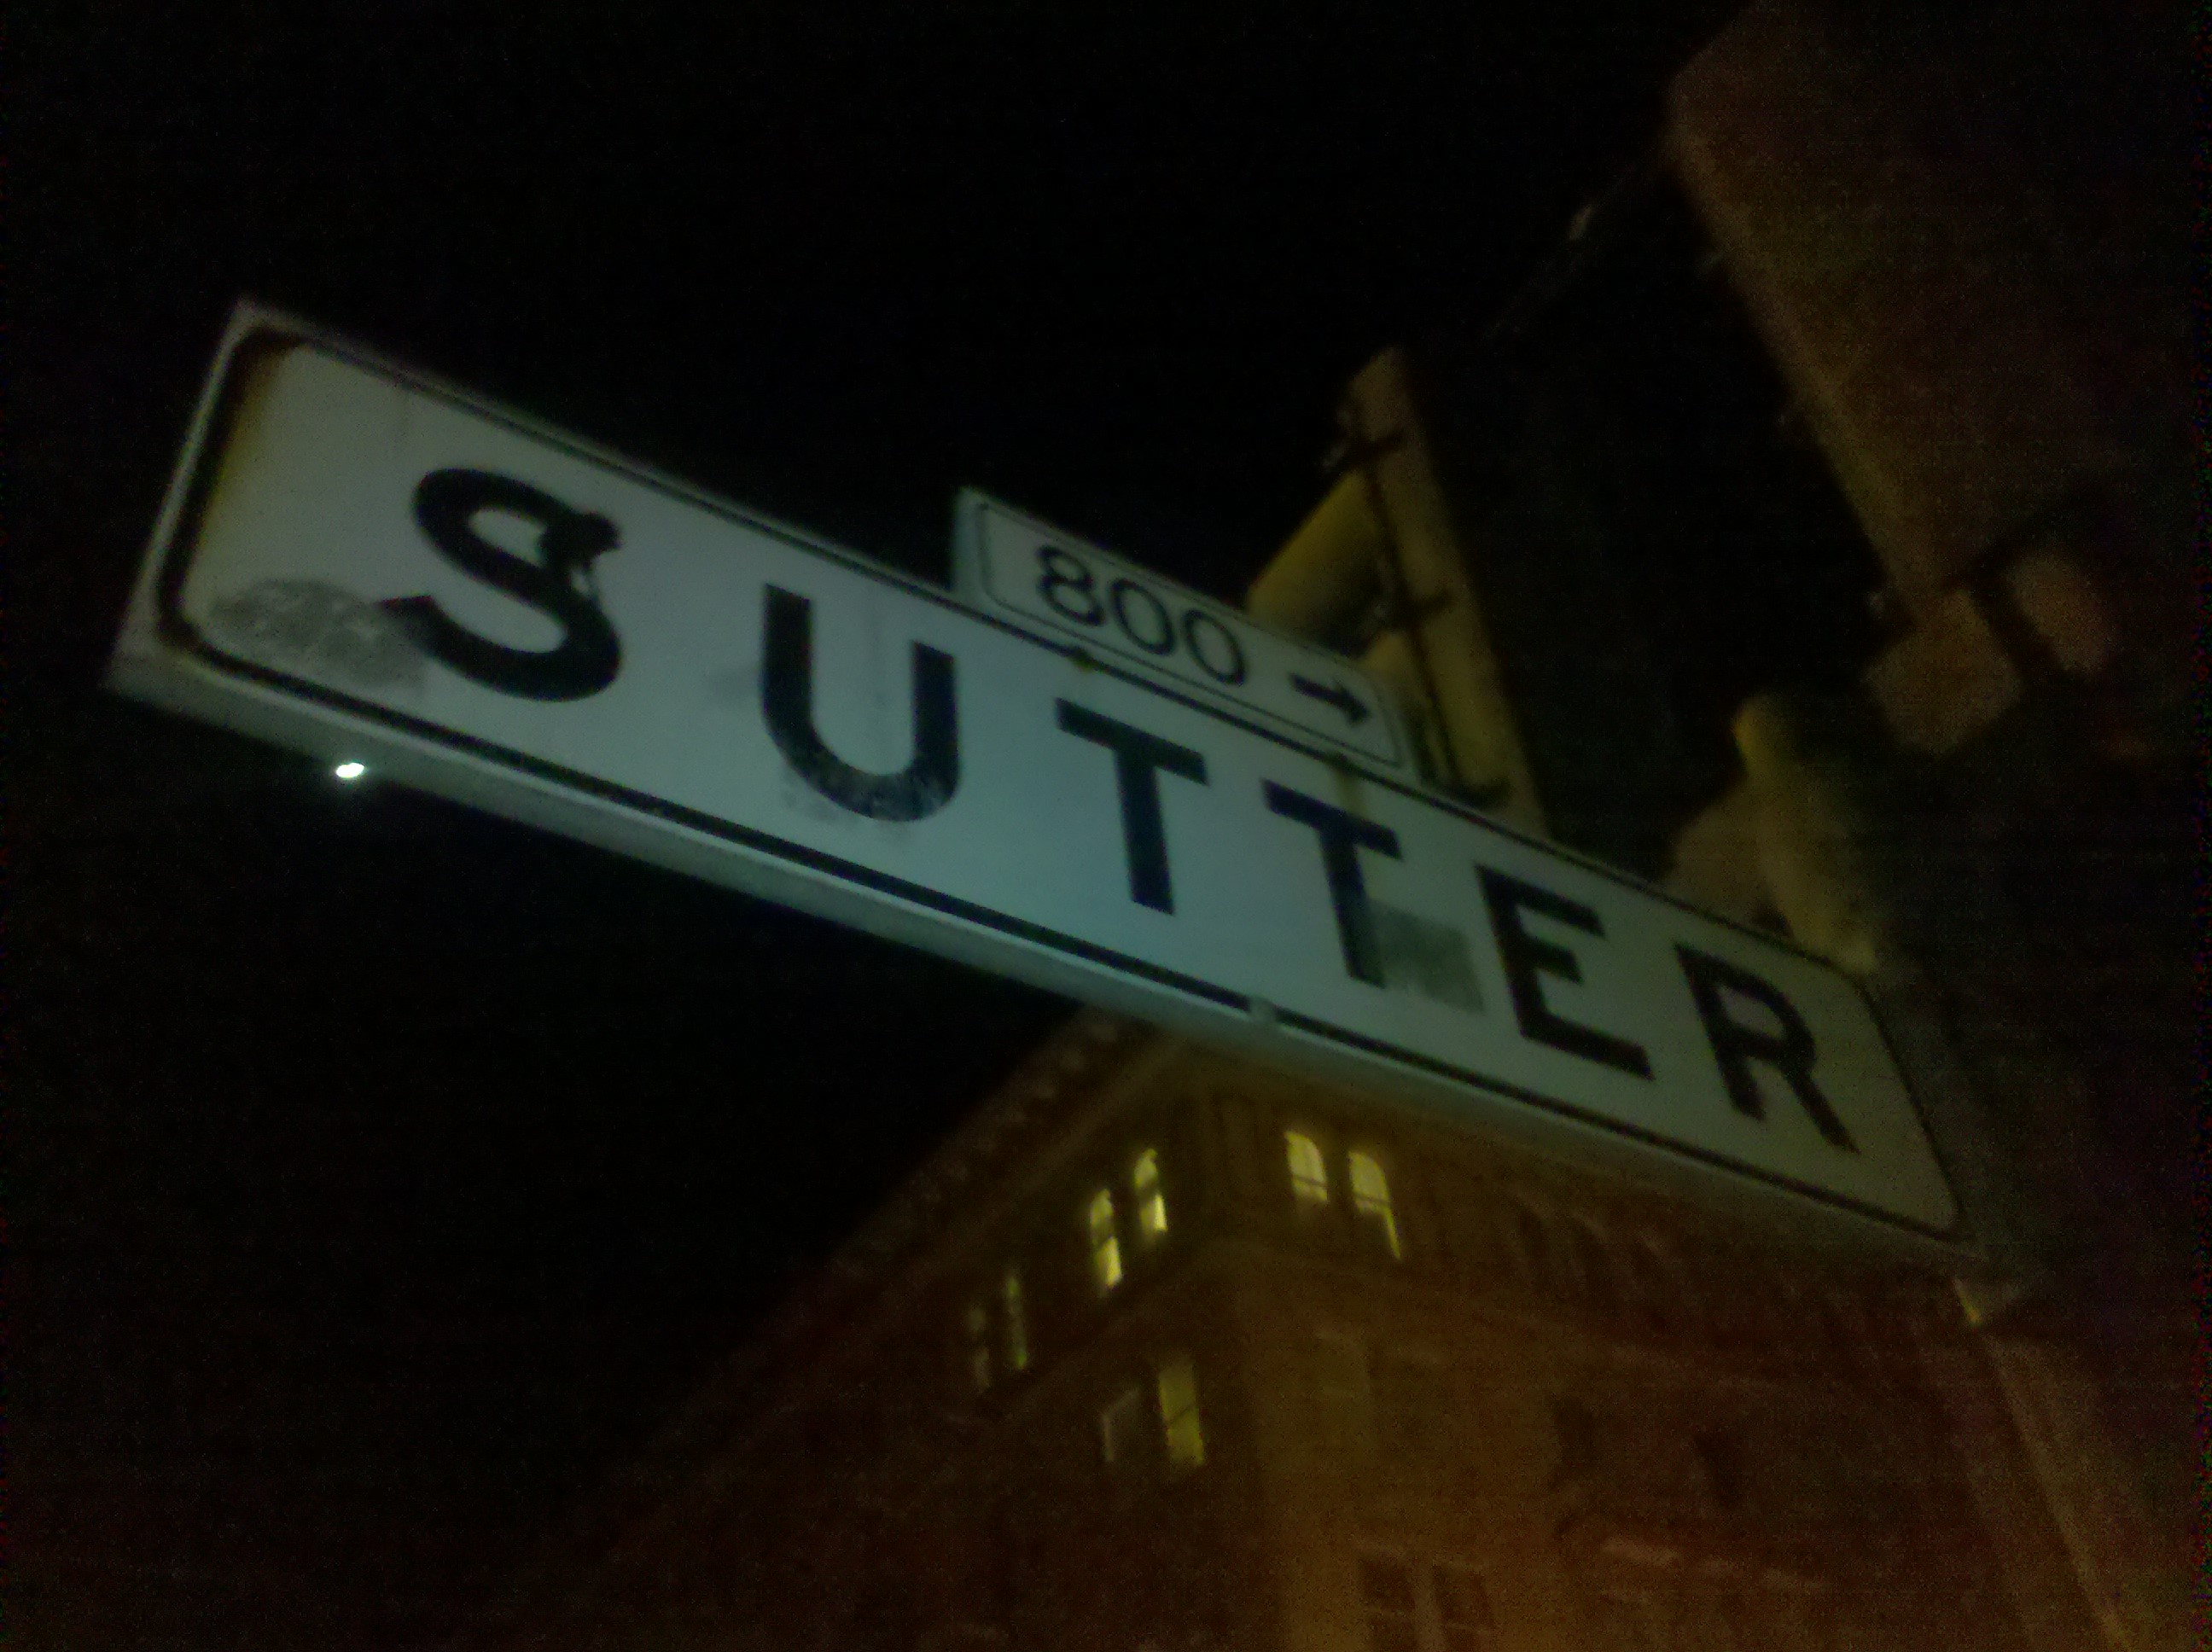 800 →
SUTTER